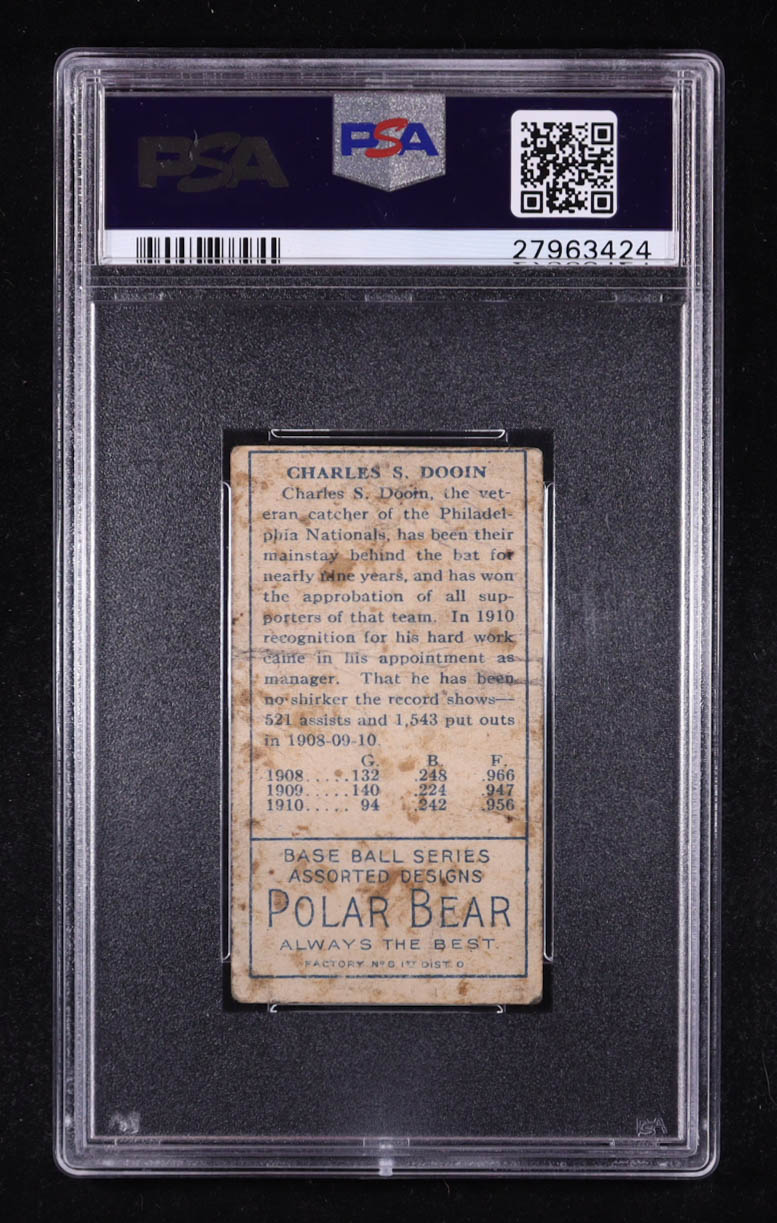 PSA
PSA
27963424
CHARLES S. DOOIN
Charles S. Dooin, the vet-
eran catcher of the Philadel-
phia Nationals, has been their
mainstay behind the bat for
nearly nine years, and has won
the approbation of all sup-
porters of that team. In 1910
recognition for his hard work
came in his appointment as
manager. That he has been
no shirker the record shows—
521 assists and 1,543 put outs
in 1908-09-10.
G. B. F.
1908.....132 .248 .966
1909.....140 .224 .947
1910..... 94 .242 .956
BASE BALL SERIES
ASSORTED DESIGNS
POLAR BEAR
ALWAYS THE BEST.
FACTORY Nº 6 1ST DIST. O.